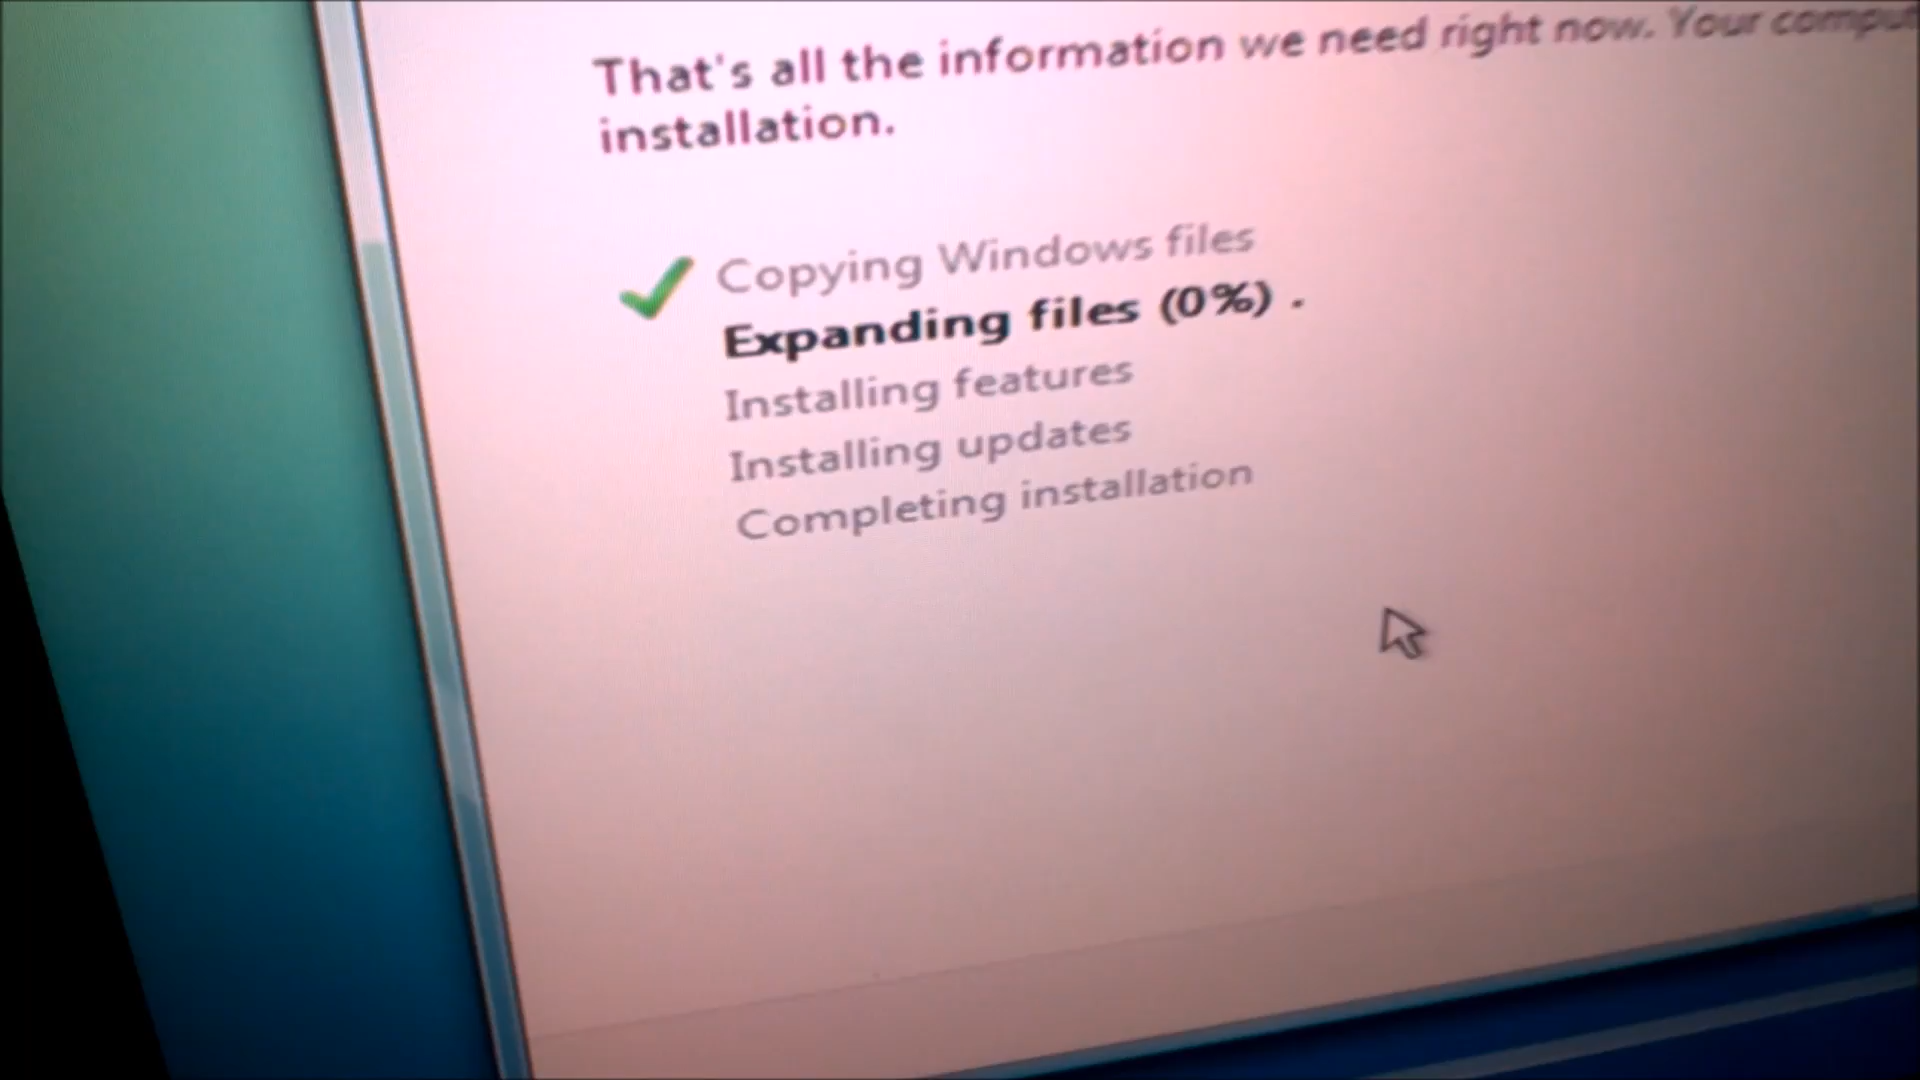 That's all the information we need right now. Your
installation.
Copying Windows files
Expanding files (0%) .
Installing features
Installing updates
Completing installation